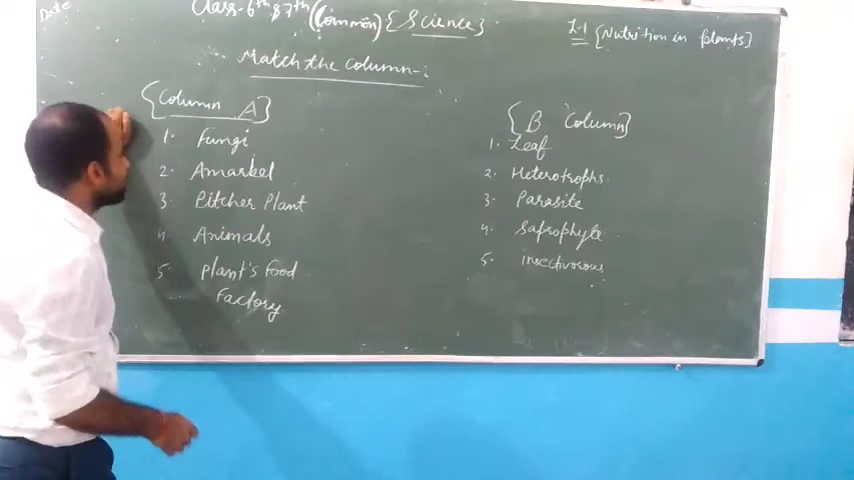 Date
Class-6th & 7th (Common) {Science}
L-1 [Nutrition in plants]
Match the column-:
{Column A}
1. Fungi
2. Amarbel
3. Pitcher Plant
4. Animals
5. Plant's Food
Factory
{B Column}
1. Leaf
2. Heterotrophs.
3. Parasite
4. Saprophyte
5. insectivorous